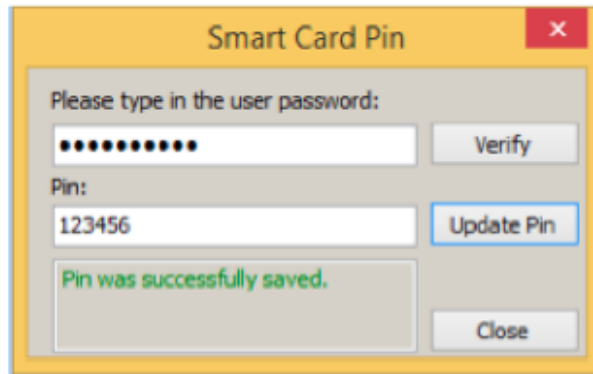 Smart Card Pin
Please type in the user password:
●●●●●●●●●●
Verify
Pin:
123456
Update Pin
Pin was successfully saved.
Close